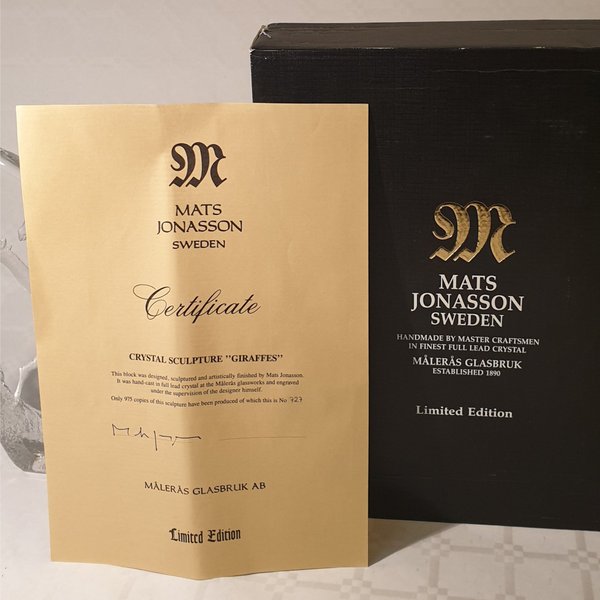 M
MATS
JONASSON
SWEDEN
Certificate
CRYSTAL SCULPTURE "GIRAFFES"
This block was designed, sculptured and artistically finished by Mats Jonasson.
It was hand-cast in full lead crystal at the Målerås glassworks and engraved
under the supervision of the designer himself.
Only 975 copies of this sculpture have been produced of which this is No 727
MÅLERÅS GLASBRUK AB
Limited Edition
M
MATS
JONASSON
SWEDEN
HANDMADE BY MASTER CRAFTSMEN
IN FINEST FULL LEAD CRYSTAL
MÅLERÅS GLASBRUK
ESTABLISHED 1890
Limited Edition